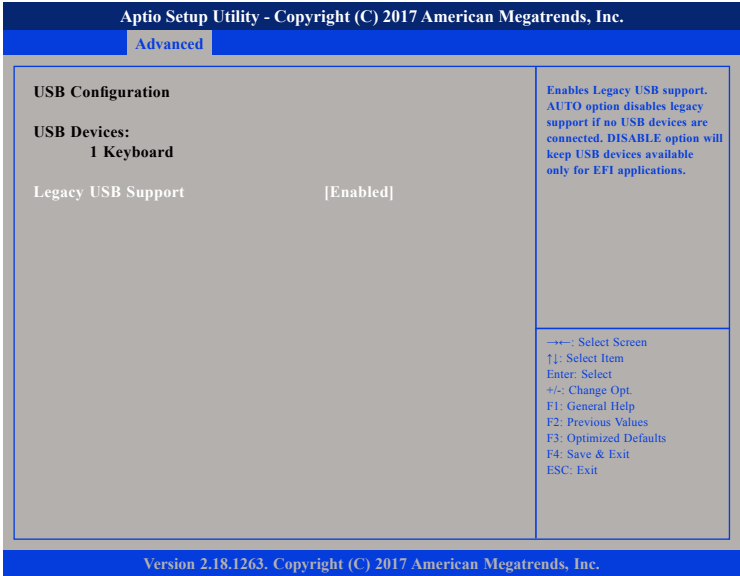 Aptio Setup Utility - Copyright (C) 2017 American Megatrends, Inc.
Advanced
USB Configuration
USB Devices:
1 Keyboard
Legacy USB Support [Enabled]
Enables Legacy USB support.
AUTO option disables legacy
support if no USB devices are
connected. DISABLE option will
keep USB devices available
only for EFI applications.
→←: Select Screen
↑↓: Select Item
Enter: Select
+/-: Change Opt.
F1: General Help
F2: Previous Values
F3: Optimized Defaults
F4: Save & Exit
ESC: Exit
Version 2.18.1263. Copyright (C) 2017 American Megatrends, Inc.